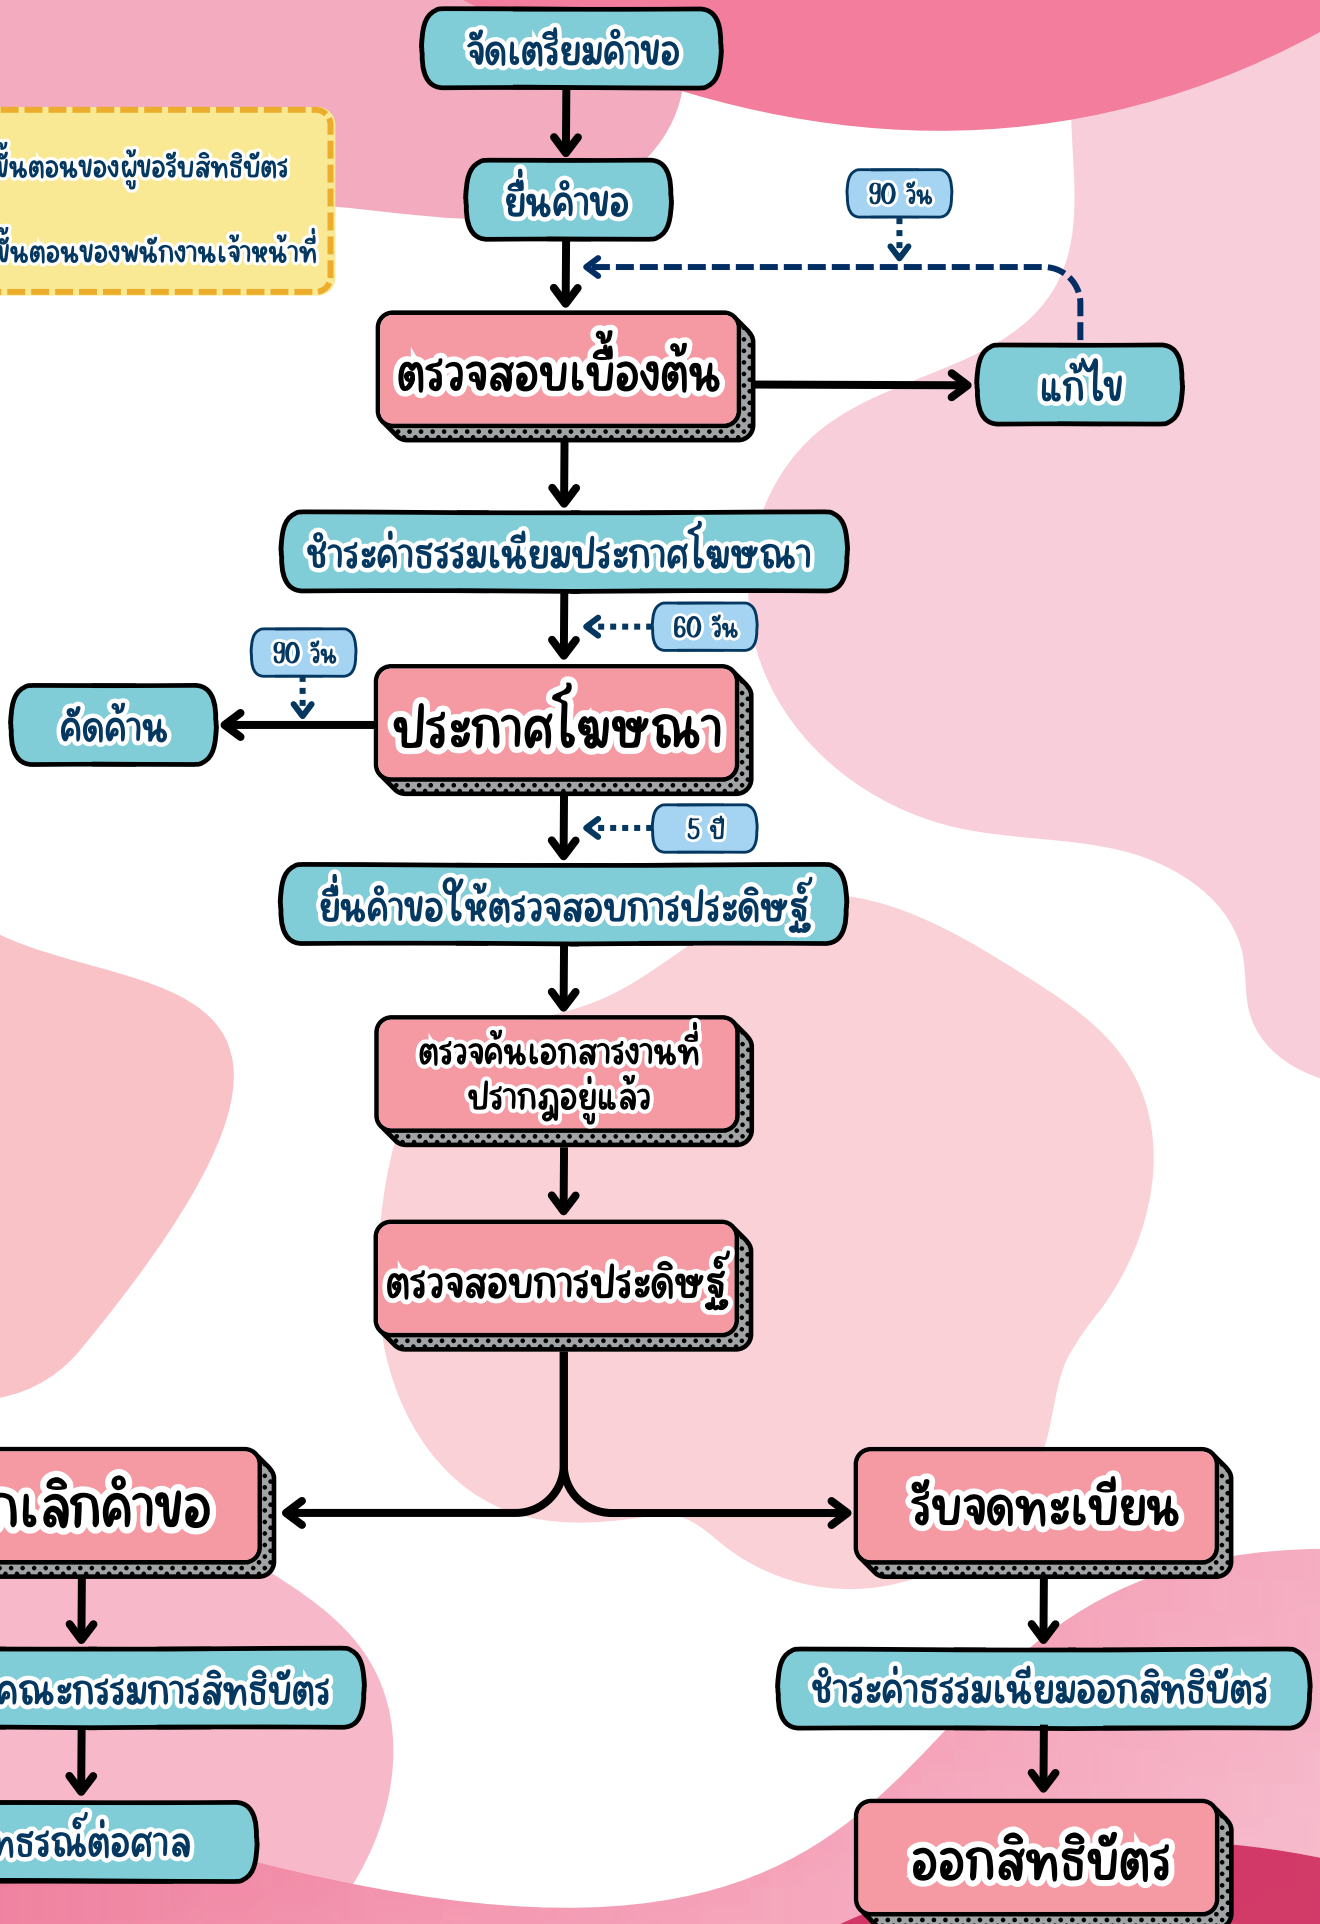 จัดเตรียมคำขอ
ขั้นตอนของผู้ขอรับสิทธิบัตร
ยื่นคำขอ
90 วัน
ขั้นตอนของพนักงานเจ้าหน้าที่
ตรวจสอบเบื้องต้น
แก้ไข
ชำระค่าธรรมเนียมประกาศโฆษณา
60 วัน
90 วัน
คัดค้าน
ประกาศโฆษณา
5 ปี
ยื่นคำขอให้ตรวจสอบการประดิษฐ์
ตรวจค้นเอกสารงานที่
ปรากฎอยู่แล้ว
ตรวจสอบการประดิษฐ์
กเลิกคำขอ
รับจดทะเบียน
คณะกรรมการสิทธิบัตร
ชำระค่าธรรมเนียมออกสิทธิบัตร
ทธรณ์ต่อศาล
ออกสิทธิบัตร